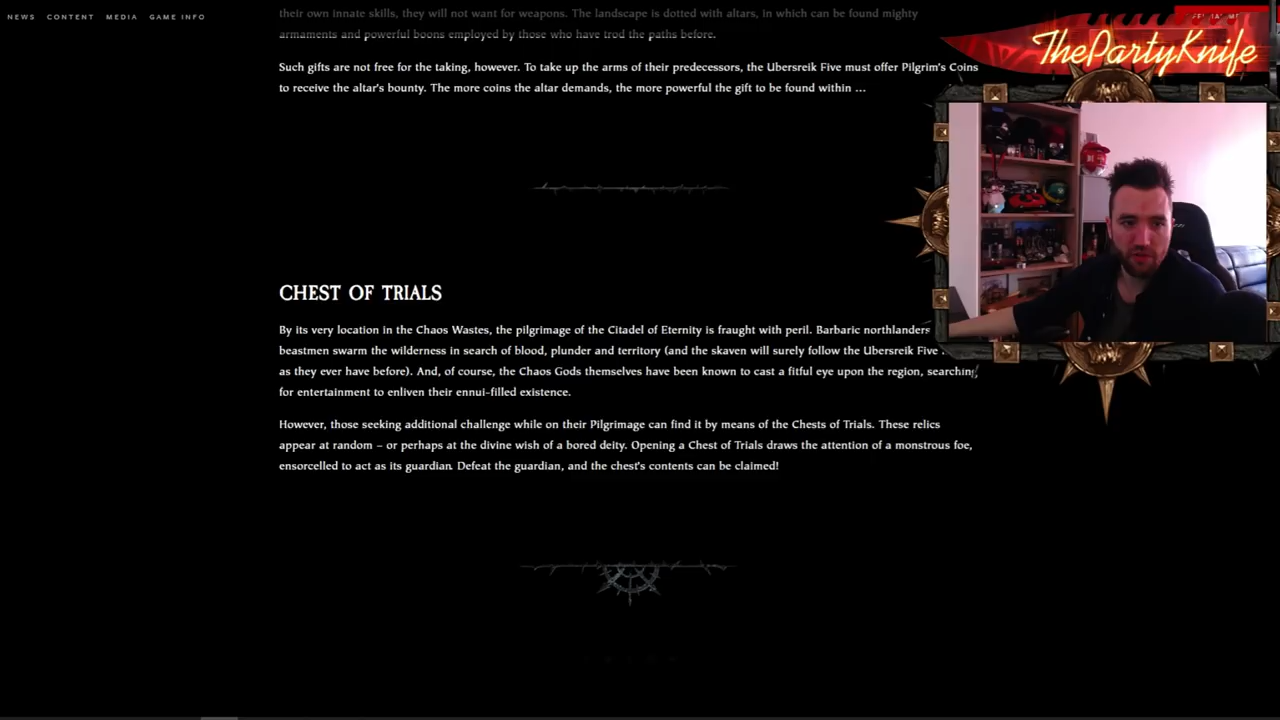 NEWS CONTENT MEDIA GAME INFO
their own innate skills, they will not want for weapons. The landscape is dotted with altars, in which can be found mighty
armaments and powerful boons employed by those who have trod the paths before.
ThePartyKnife
Such gifts are not free for the taking, however. To take up the arms of their predecessors, the Ubersreik Five must offer Pilgrim's Coins
to receive the altar's bounty. The more coins the altar demands, the more powerful the gift to be found within ...
CHEST OF TRIALS
By its very location in the Chaos Wastes, the pilgrimage of the Citadel of Eternity is fraught with peril. Barbaric northlanders
beastmen swarm the wilderness in search of blood, plunder and territory (and the skaven will surely follow the Ubersreik Five
as they ever have before). And, of course, the Chaos Gods themselves have been known to cast a fitful eye upon the region, searching
for entertainment to enliven their ennui-filled existence.
However, those seeking additional challenge while on their Pilgrimage can find it by means of the Chests of Trials. These relics
appear at random – or perhaps at the divine wish of a bored deity. Opening a Chest of Trials draws the attention of a monstrous foe,
ensorcelled to act as its guardian. Defeat the guardian, and the chest's contents can be claimed!